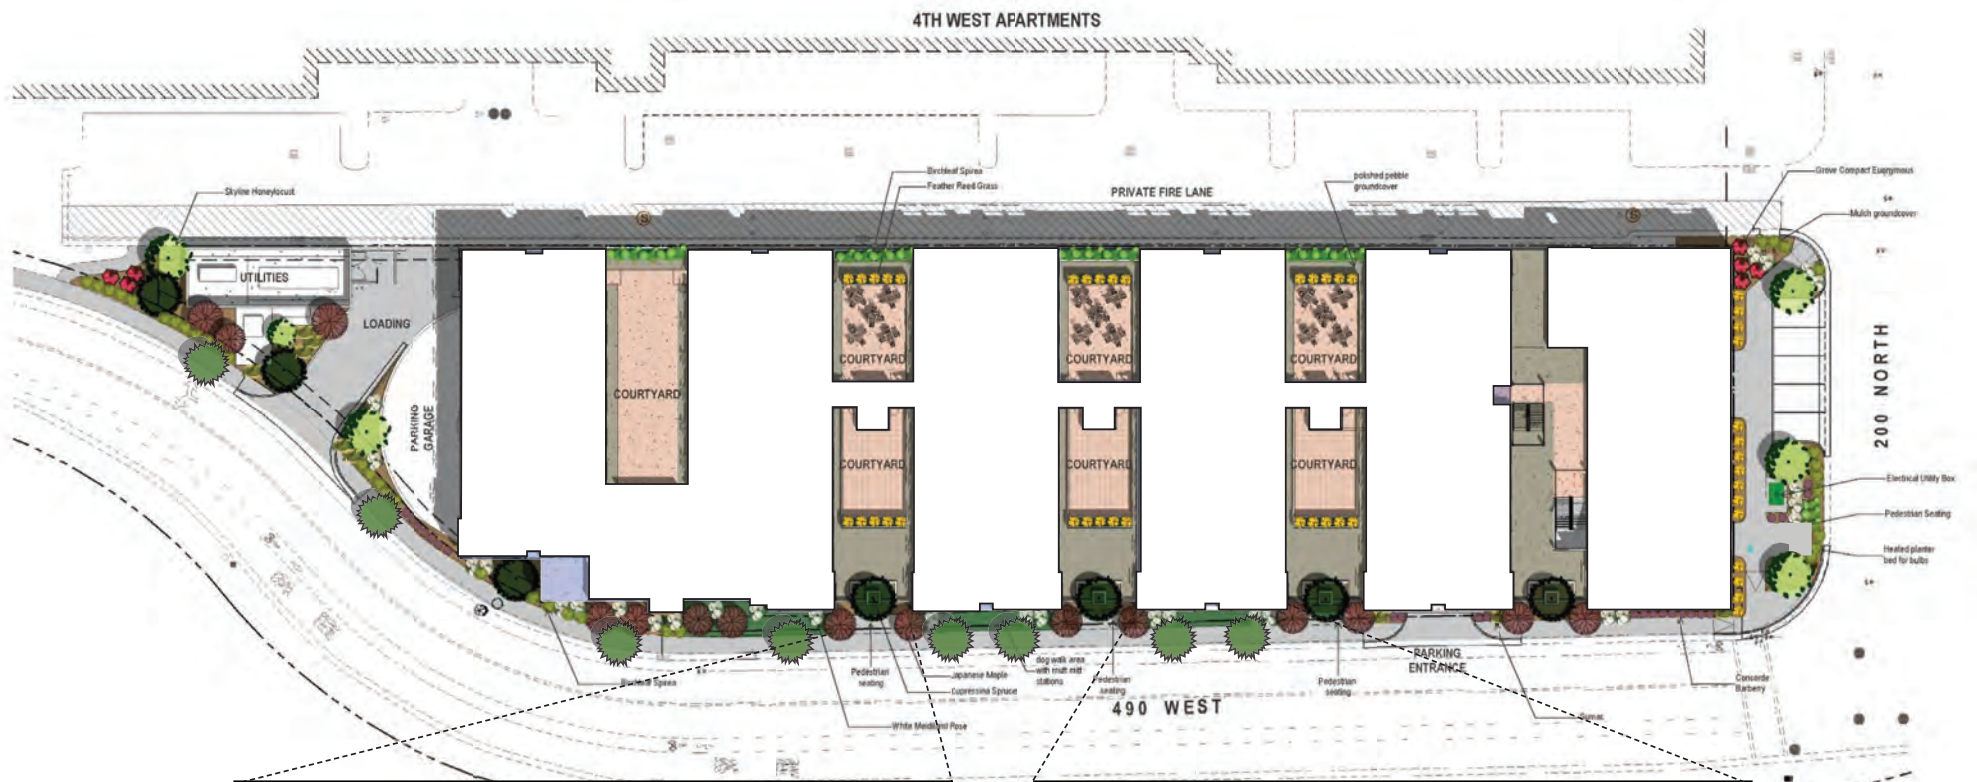 4TH WEST APARTMENTS
Birchleaf Spirea
Feather Reed Grass
polished pebble
groundcover
Grove Compact Euonymous
Skyline Honeylocust
PRIVATE FIRE LANE
Mulch groundcover
S
S
UTILITIES
LOADING
PARKING
GARAGE
COURTYARD
COURTYARD
COURTYARD
COURTYARD
COURTYARD
COURTYARD
COURTYARD
200 NORTH
Electrical Utility Box
Pedestrian Seating
Heated planter
bed for bulbs
Birchleaf Spirea
Pedestrian
seating
Japanese Maple
Cupressina Spruce
dog walk area
with mutt mitt
stations
Pedestrian
seating
Pedestrian
seating
PARKING
ENTRANCE
Concorde
Barberry
White Meidiland Rose
490 WEST
Sumac